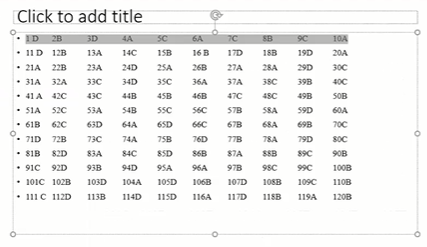 Click to add title
• 1 D 2B 3D 4A 5C 6A 7C 8B 9C 10A
• 11 D 12B 13A 14C 15B 16 B 17D 18B 19D 20A
• 21A 22B 23A 24D 25A 26B 27A 28A 29D 30C
• 31A 32A 33C 34D 35C 36A 37A 38C 39B 40C
• 41 A 42C 43C 44B 45B 46B 47C 48C 49B 50B
• 51A 52C 53A 54B 55C 56C 57B 58A 59D 60A
• 61B 62C 63D 64A 65D 66C 67B 68A 69B 70C
• 71D 72B 73C 74A 75B 76D 77B 78A 79D 80C
• 81B 82D 83A 84C 85D 86B 87A 88B 89C 90B
• 91C 92D 93B 94D 95A 96A 97B 98C 99C 100B
• 101C 102B 103D 104A 105D 106B 107D 108B 109C 110B
• 111 C 112D 113B 114D 115D 116A 117D 118B 119A 120B